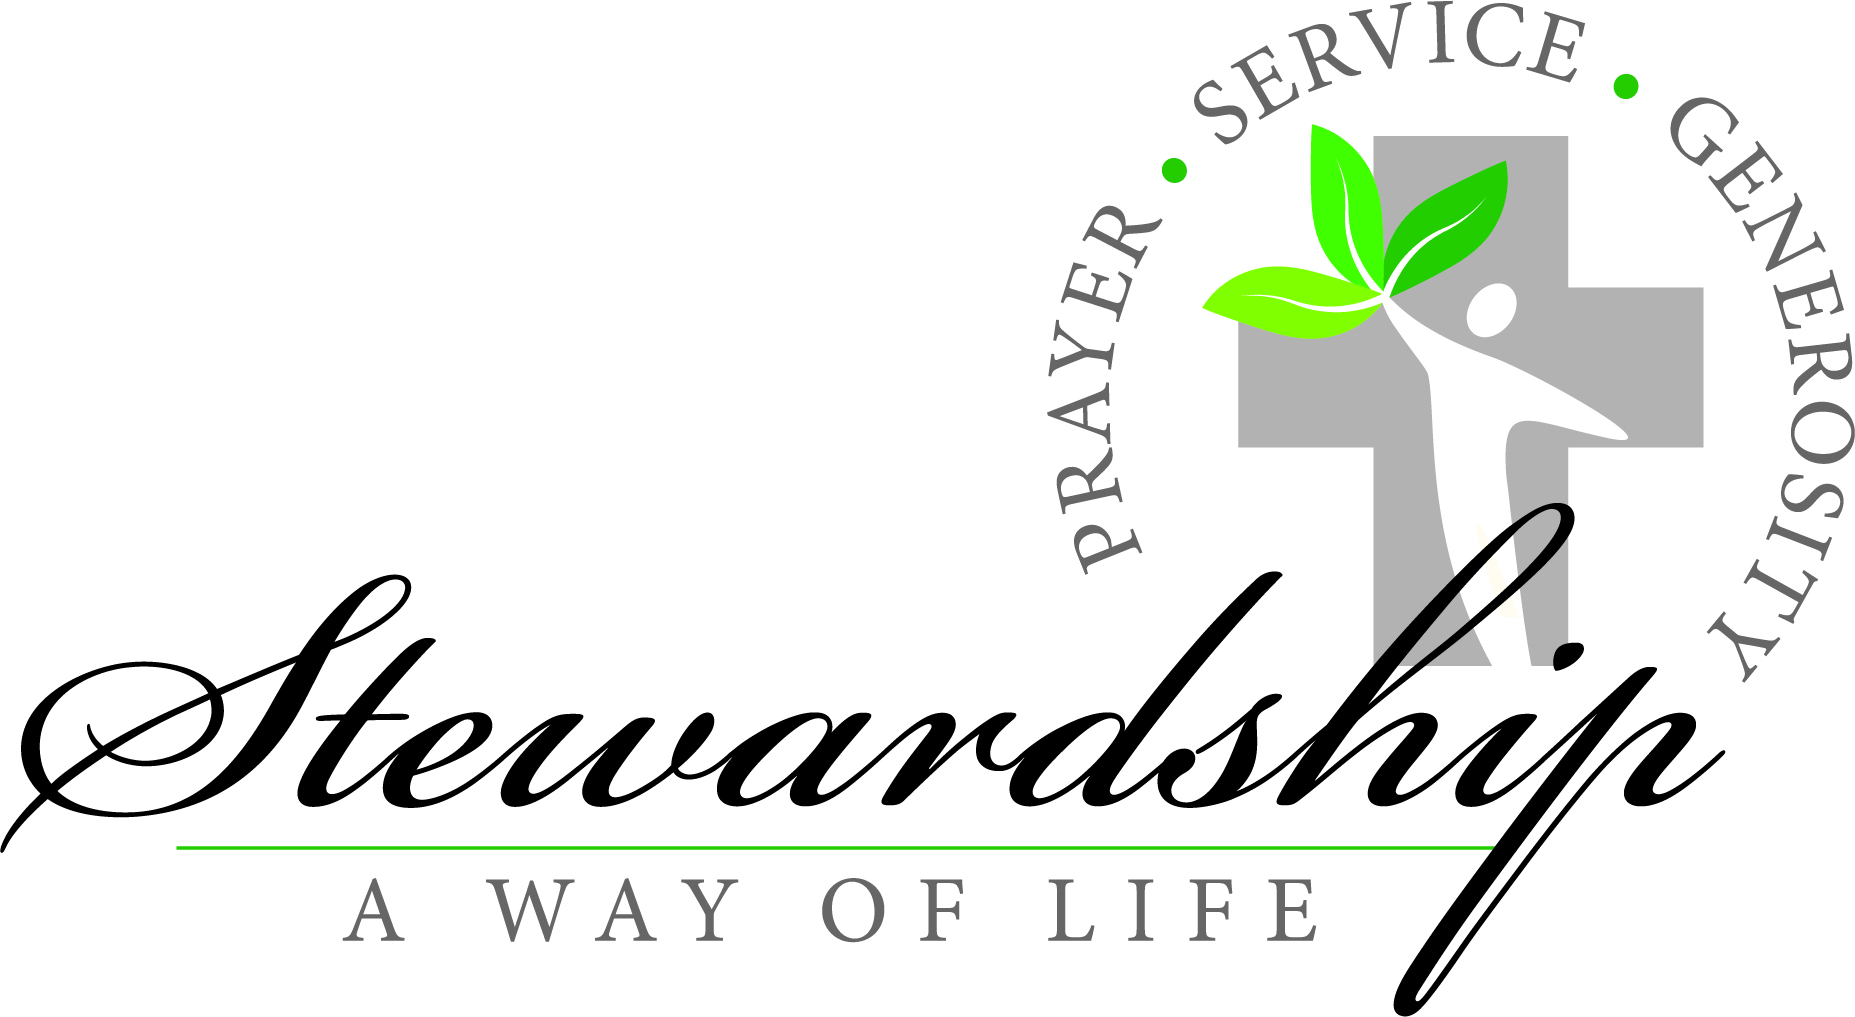 PRAYER • SERVICE • GENEROSITY
Stewardship
A WAY OF LIFE